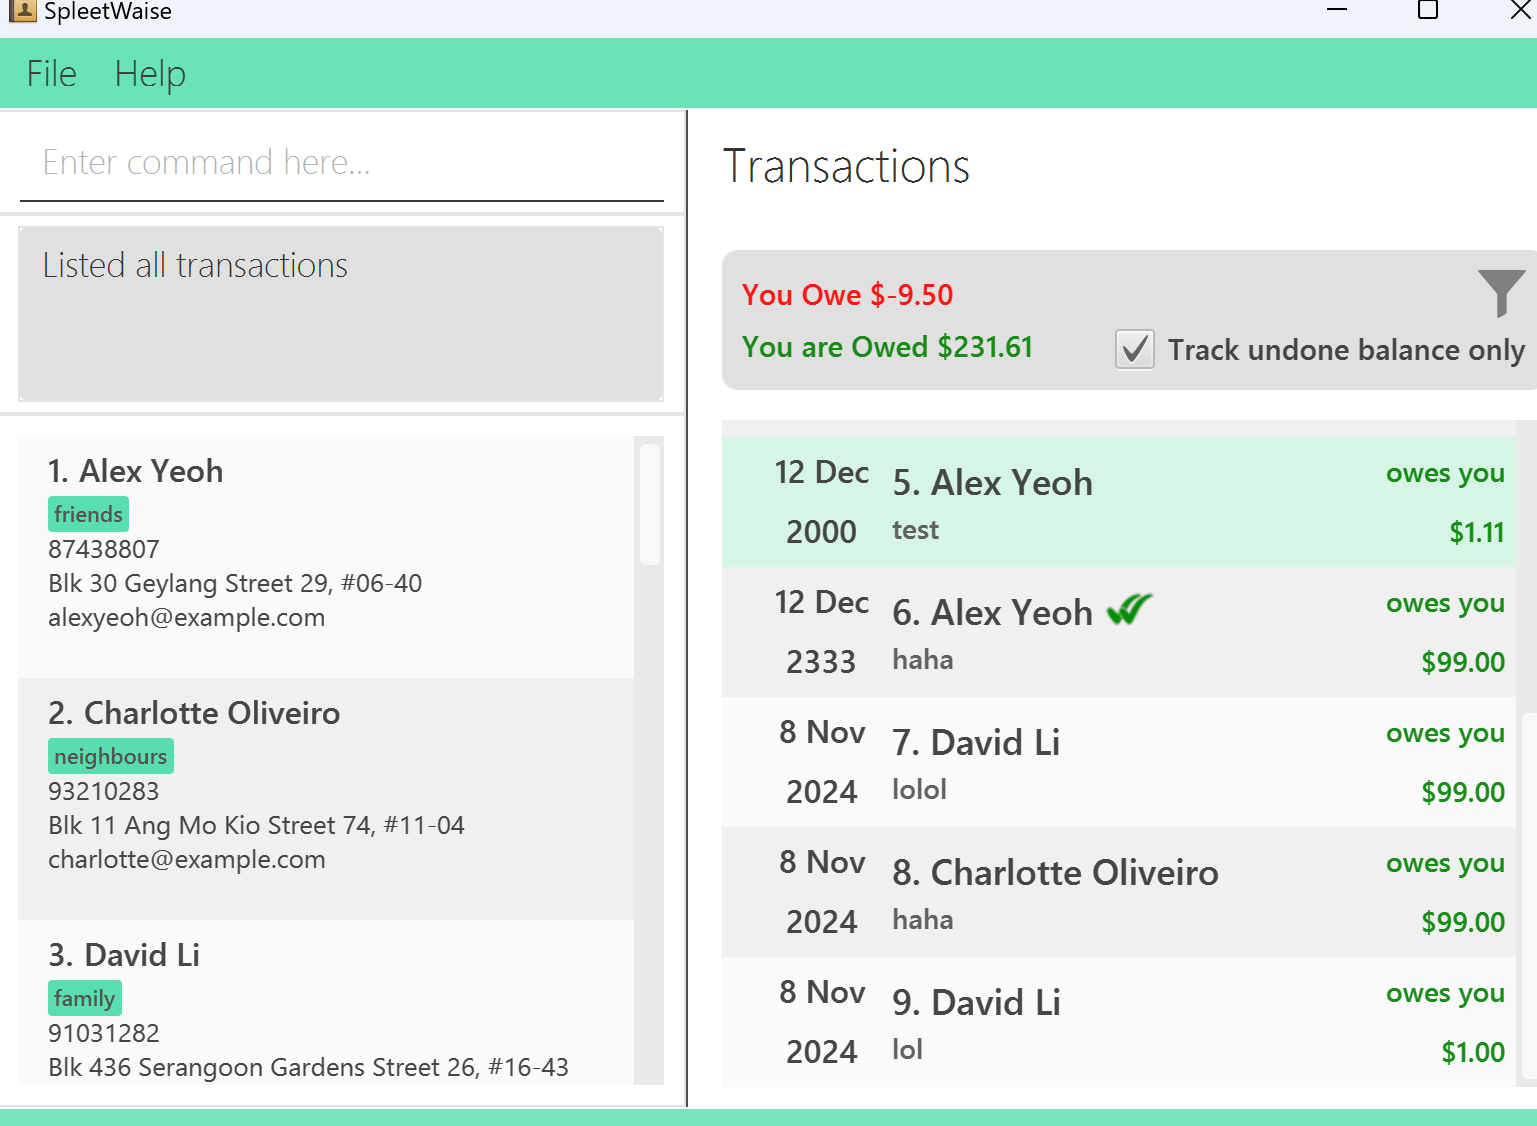 SpleetWaise
File Help
Enter command here...
Listed all transactions
1. Alex Yeoh
friends
87438807
Blk 30 Geylang Street 29, #06-40
alexyeoh@example.com
2. Charlotte Oliveiro
neighbours
93210283
Blk 11 Ang Mo Kio Street 74, #11-04
charlotte@example.com
3. David Li
family
91031282
Blk 436 Serangoon Gardens Street 26, #16-43
Transactions
You Owe $-9.50
You are Owed $231.61
Track undone balance only
12 Dec 2000
5. Alex Yeoh
test
owes you
$1.11
12 Dec 2333
6. Alex Yeoh
haha
owes you
$99.00
8 Nov 2024
7. David Li
lolol
owes you
$99.00
8 Nov 2024
8. Charlotte Oliveiro
haha
owes you
$99.00
8 Nov 2024
9. David Li
lol
owes you
$1.00